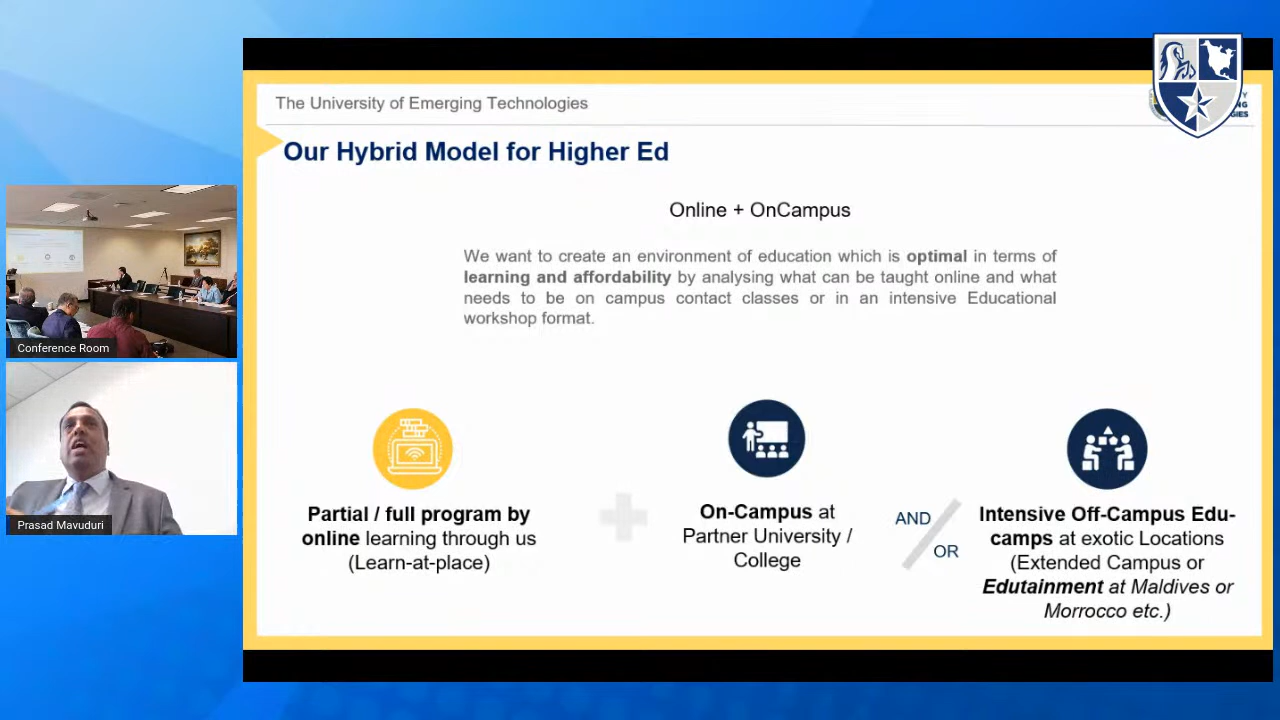 The University of Emerging Technologies
Our Hybrid Model for Higher Ed
Online + OnCampus
We want to create an environment of education which is optimal in terms of
learning and affordability by analysing what can be taught online and what
needs to be on campus contact classes or in an intensive Educational
workshop format.
Partial / full program by
online learning through us
(Learn-at-place)
On-Campus at
Partner University /
College
AND
OR
Intensive Off-Campus Edu-
camps at exotic Locations
(Extended Campus or
Edutainment at Maldives or
Morrocco etc.)
Conference Room
Prasad Mavuduri